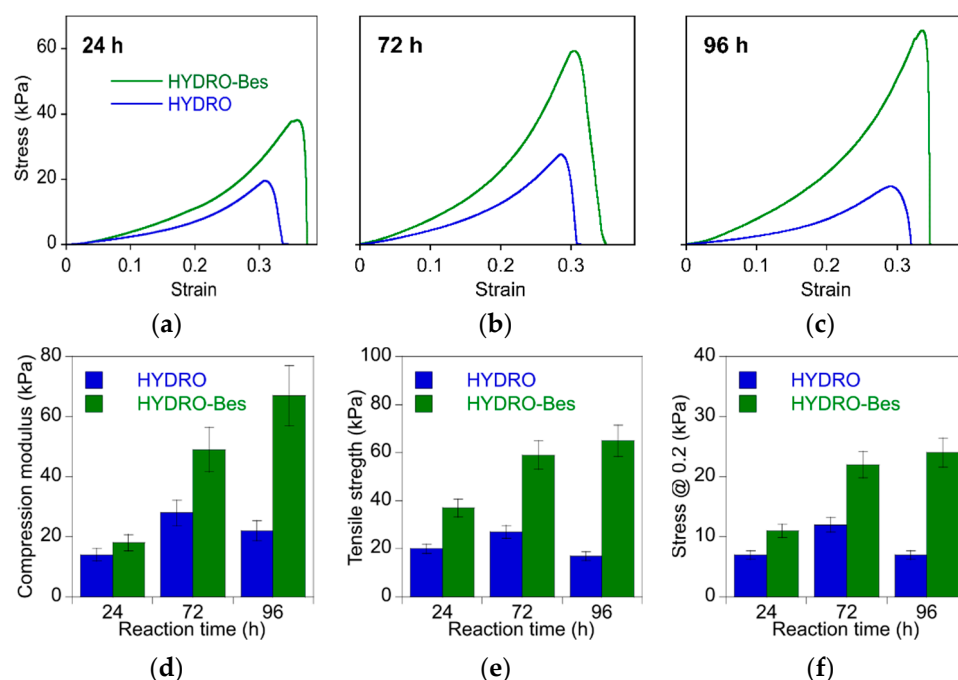 24 h
72 h
96 h
HYDRO-Bes
HYDRO
Stress (kPa)
60
40
20
0
0 0.1 0.2 0.3
0 0.1 0.2 0.3
0 0.1 0.2 0.3
Strain
Strain
Strain
(a)
(b)
(c)
Compression modulus (kPa)
80
60
40
20
0
HYDRO
HYDRO-Bes
24 72 96
Reaction time (h)
(d)
Tensile stregth (kPa)
100
80
60
40
20
0
HYDRO
HYDRO-Bes
24 72 96
Reaction time (h)
(e)
Stress @ 0.2 (kPa)
40
30
20
10
0
HYDRO
HYDRO-Bes
24 72 96
Reaction time (h)
(f)